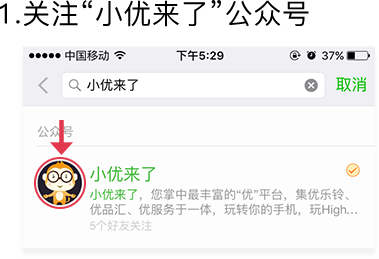 1.关注“小优来了”公众号
中国移动 下午5:29 37%
小优来了 取消
公众号
小优来了
小优来了，您掌中最丰富的“优”平台，集优乐铃、
优品汇、优服务于一体，玩转你的手机，玩High...
5个好友关注